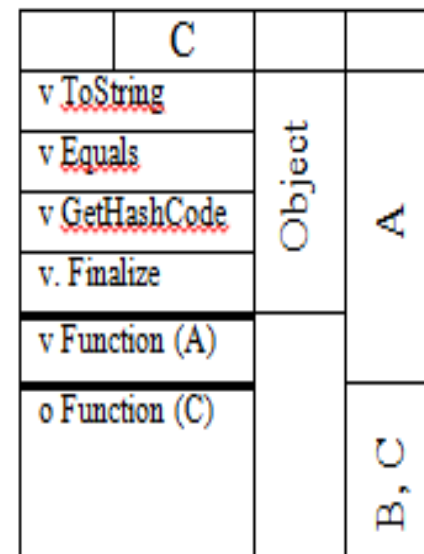 C
v ToString
v Equals
v GetHashCode
v. Finalize
v Function (A)
o Function (C)
Object
A
B, C